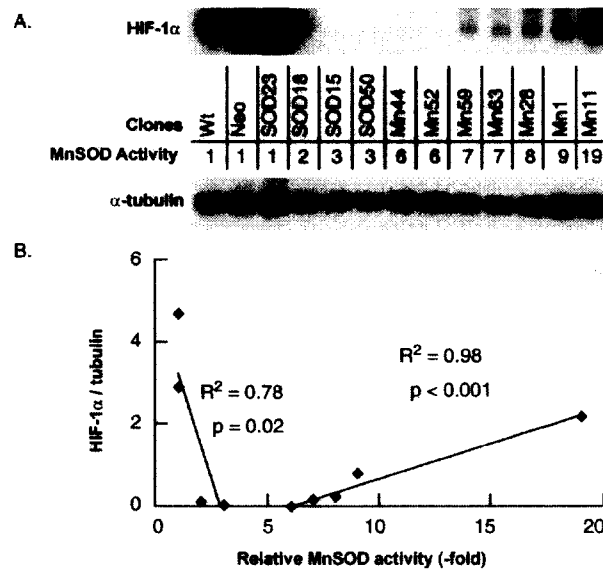 A.
HIF-1α
Clones
Wt Neo SOD23 SOD18 SOD15 SOD50 Mn44 Mn52 Mn59 Mn63 Mn28 Mn1 Mn11
MnSOD Activity 1 1 1 2 3 3 6 6 7 7 8 9 19
α-tubulin
B.
HIF-1α / tubulin
6
4
2
0
R² = 0.78
p = 0.02
R² = 0.98
p < 0.001
0 5 10 15 20
Relative MnSOD activity (-fold)